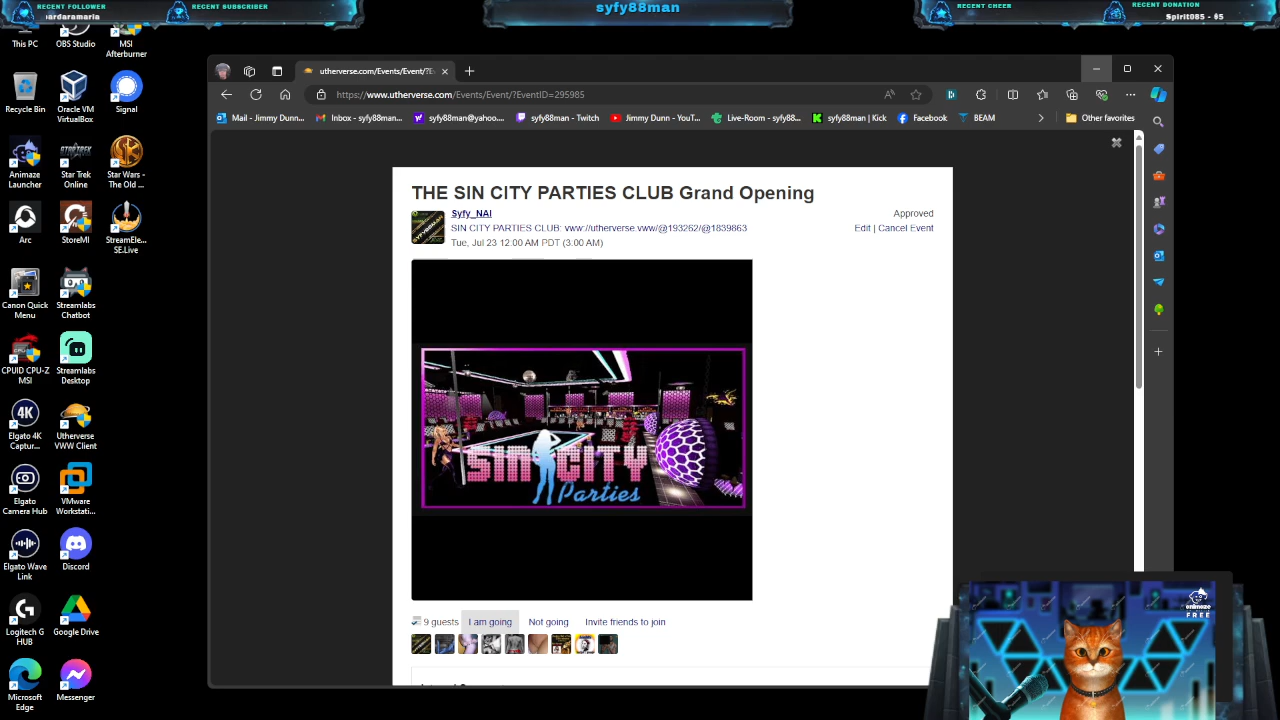 RECENT FOLLOWER
ardaramaria
RECENT SUBSCRIBER
syfy88man
RECENT CHEER
RECENT DONATION
Spirit085 - $5
This PC
OBS Studio
MSI
Afterburner
Recycle Bin
Oracle VM
VirtualBox
Signal
Animaze
Launcher
Star Trek
Online
Star Wars -
The Old ...
Arc
StoreMI
StreamEle...
SE.Live
Canon Quick
Menu
Streamlabs
Chatbot
CPUID CPU-Z
MSI
Streamlabs
Desktop
Elgato 4K
Captur...
Utherverse
VWW Client
Elgato
Camera Hub
VMware
Workstati...
Elgato Wave
Link
Discord
Logitech G
HUB
Google Drive
Microsoft
Edge
Messenger
utherverse.com/Events/Event/?E
https://www.utherverse.com/Events/Event/?EventID=295985
Mail - Jimmy Dunn...
Inbox - syfy88man...
syfy88man@yahoo....
syfy88man - Twitch
Jimmy Dunn - YouT...
Live-Room - syfy88...
syfy88man | Kick
Facebook
BEAM
Other favorites
THE SIN CITY PARTIES CLUB Grand Opening
Syfy_NAI
Approved
SIN CITY PARTIES CLUB: vww://utherverse.vww/@193262/@1839863
Edit | Cancel Event
Tue, Jul 23 12:00 AM PDT (3:00 AM)
SIN CITY
Parties
9 guests
I am going
Not going
Invite friends to join
animaze
FREE